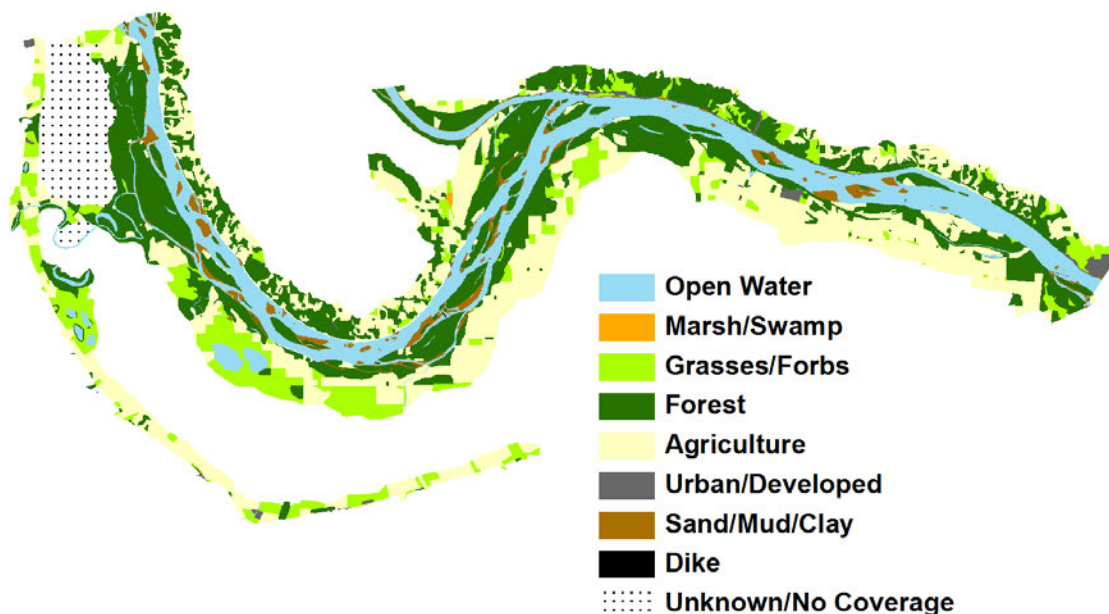 Open Water
Marsh/Swamp
Grasses/Forbs
Forest
Agriculture
Urban/Developed
Sand/Mud/Clay
Dike
Unknown/No Coverage